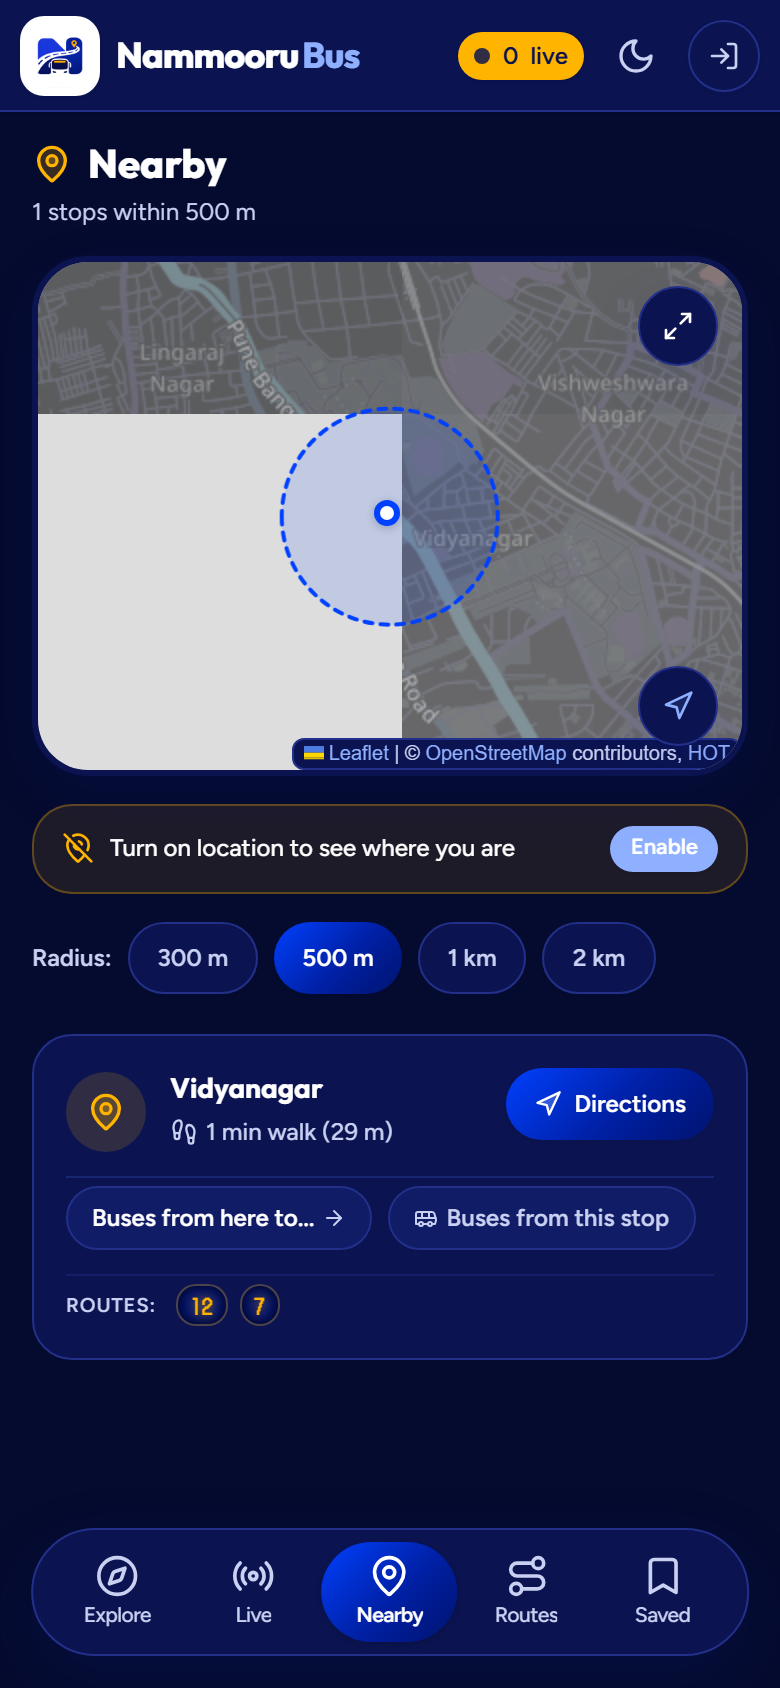 Nammooru Bus
0 live
Nearby
1 stops within 500 m
Lingaraj
Nagar
Pune Bang
Vishweshwara
Nagar
Vidyanagar
Road
Leaflet | © OpenStreetMap contributors, HOT
Turn on location to see where you are
Enable
Radius: 300 m 500 m 1 km 2 km
Vidyanagar
1 min walk (29 m)
Directions
Buses from here to... → Buses from this stop
ROUTES: 12 7
Explore Live Nearby Routes Saved